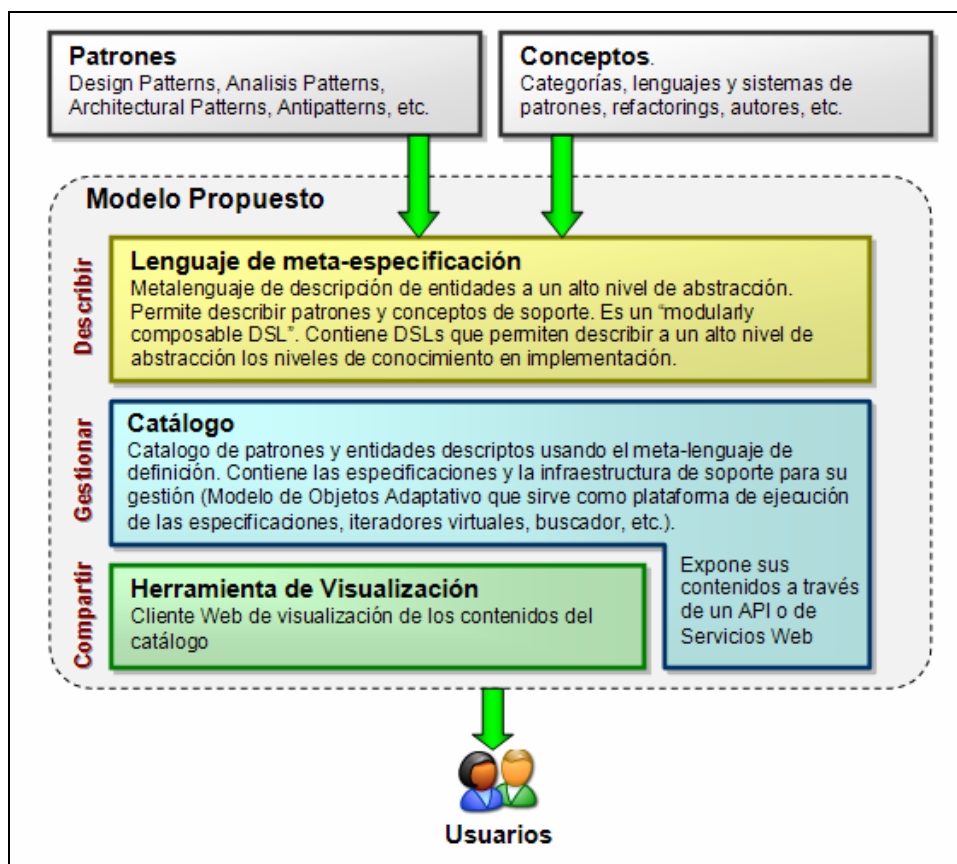 Patrones
Design Patterns, Analisis Patterns,
Architectural Patterns, Antipatterns, etc.
Conceptos.
Categorías, lenguajes y sistemas de
patrones, refactorings, autores, etc.
Modelo Propuesto
Describir
Lenguaje de meta-especificación
Metalenguaje de descripción de entidades a un alto nivel de abstracción.
Permite describir patrones y conceptos de soporte. Es un “modularly
composable DSL”. Contiene DSLs que permiten describir a un alto nivel de
abstracción los niveles de conocimiento en implementación.
Gestionar
Catálogo
Catalogo de patrones y entidades descriptos usando el meta-lenguaje de
definición. Contiene las especificaciones y la infraestructura de soporte para su
gestión (Modelo de Objetos Adaptativo que sirve como plataforma de ejecución
de las especificaciones, iteradores virtuales, buscador, etc.).
Expone sus
contenidos a través
de un API o de
Servicios Web
Compartir
Herramienta de Visualización
Cliente Web de visualización de los contenidos del
catálogo
Usuarios